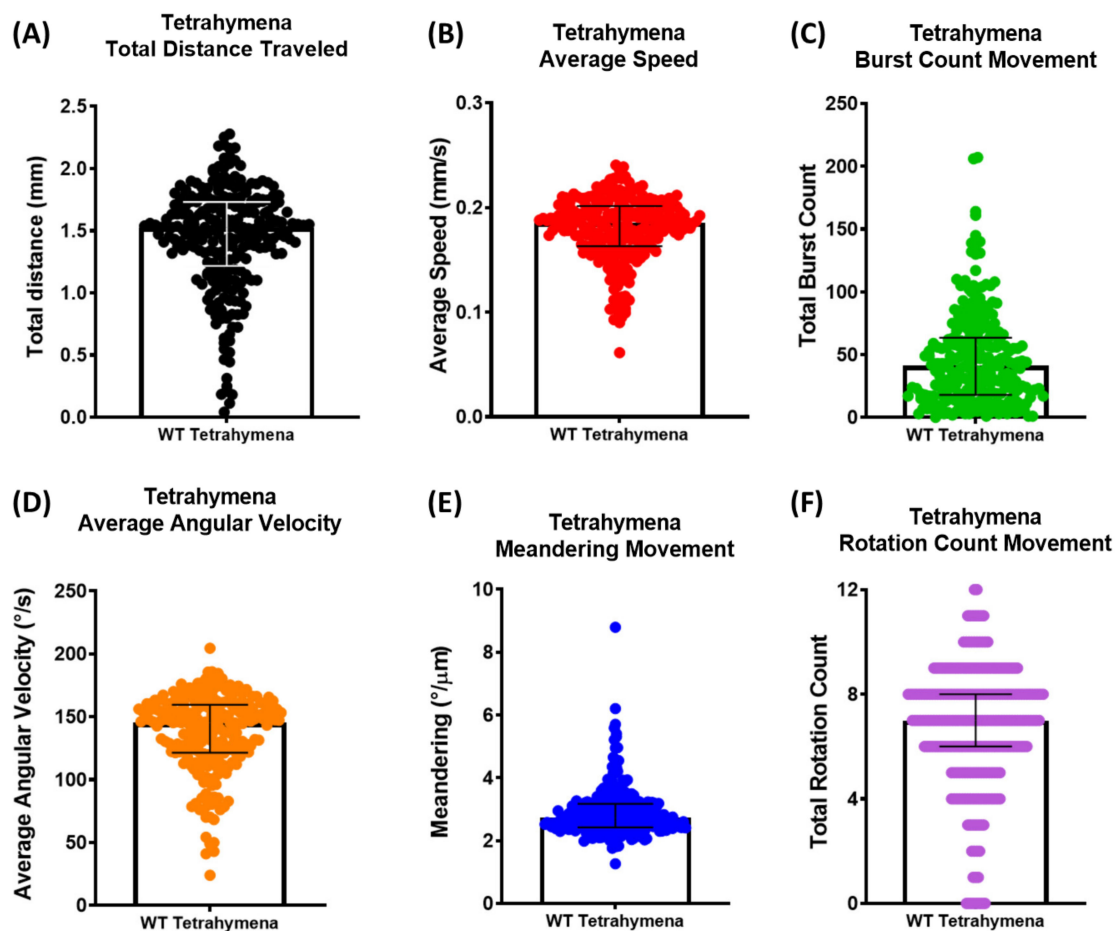 (A)
Tetrahymena
Total Distance Traveled
Total distance (mm)
2.5
2.0
1.5
1.0
0.5
0.0
WT Tetrahymena
(B)
Tetrahymena
Average Speed
Average Speed (mm/s)
0.3
0.2
0.1
0.0
WT Tetrahymena
(C)
Tetrahymena
Burst Count Movement
Total Burst Count
250
200
150
100
50
0
WT Tetrahymena
(D)
Tetrahymena
Average Angular Velocity
Average Angular Velocity (°/s)
250
200
150
100
50
0
WT Tetrahymena
(E)
Tetrahymena
Meandering Movement
Meandering (°/μm)
10
8
6
4
2
0
WT Tetrahymena
(F)
Tetrahymena
Rotation Count Movement
Total Rotation Count
12
8
4
0
WT Tetrahymena